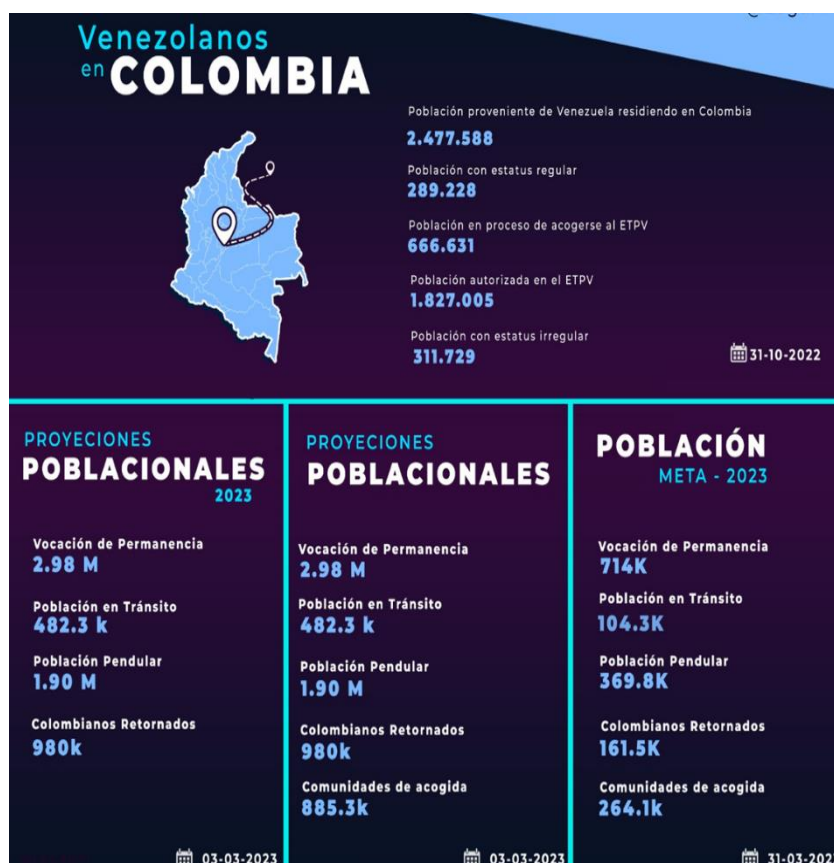 Venezolanos
en COLOMBIA
Población proveniente de Venezuela residiendo en Colombia
2.477.588
Población con estatus regular
289.228
Población en proceso de acogerse al ETPV
666.631
Población autorizada en el ETPV
1.827.005
Población con estatus irregular
311.729
31-10-2022
PROYECIONES
POBLACIONALES
2023
Vocación de Permanencia
2.98 M
Población en Tránsito
482.3 k
Población Pendular
1.90 M
Colombianos Retornados
980k
03-03-2023
PROYECIONES
POBLACIONALES
Vocación de Permanencia
2.98 M
Población en Tránsito
482.3 k
Población Pendular
1.90 M
Colombianos Retornados
980k
Comunidades de acogida
885.3k
03-03-2023
POBLACIÓN
META - 2023
Vocación de Permanencia
714K
Población en Tránsito
104.3K
Población Pendular
369.8K
Colombianos Retornados
161.5K
Comunidades de acogida
264.1k
31-03-202